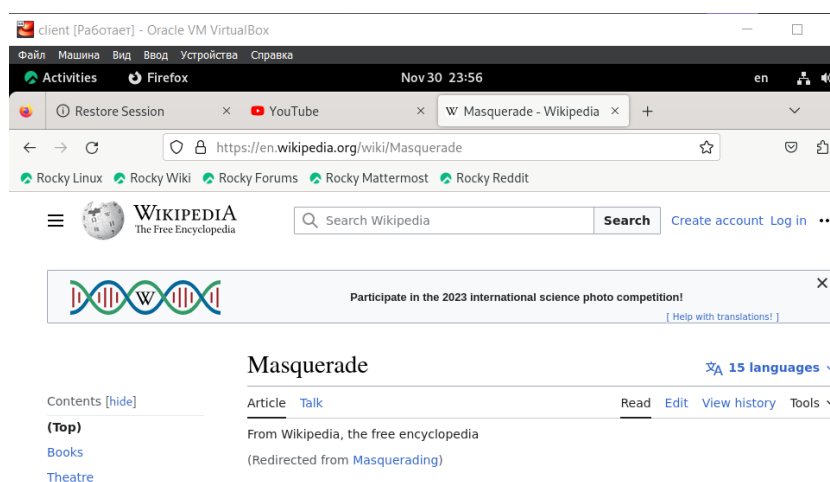 client [Работает] - Oracle VM VirtualBox
Файл Машина Вид Ввод Устройства Справка
Activities Firefox Nov 30 23:56 en
Restore Session YouTube W Masquerade - Wikipedia
https://en.wikipedia.org/wiki/Masquerade
Rocky Linux Rocky Wiki Rocky Forums Rocky Mattermost Rocky Reddit
WIKIPEDIA
The Free Encyclopedia
Search Wikipedia Search Create account Log in
W
Participate in the 2023 international science photo competition!
[ Help with translations! ]
Masquerade 15 languages
Contents [hide] Article Talk Read Edit View history Tools
(Top) From Wikipedia, the free encyclopedia
Books (Redirected from Masquerading)
Theatre